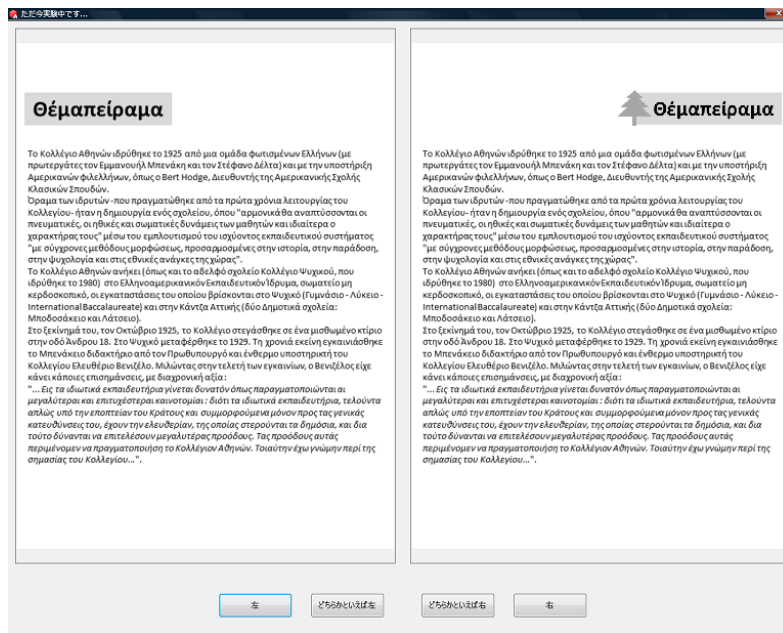 ただ今実験中です...
Θέμαπείραμα
Το Κολλέγιο Αθηνών ιδρύθηκε το 1925 από μια ομάδα φωτισμένων Ελλήνων (με
πρωτεργάτες τον Εμμανουήλ Μπενάκη και τον Στέφανο Δέλτα) και με την υποστήριξη
Αμερικανών φιλελλήνων, όπως ο Bert Hodge, Διευθυντής της Αμερικανικής Σχολής
Κλασικών Σπουδών.
Όραμα των ιδρυτών -που πραγματώθηκε από τα πρώτα χρόνια λειτουργίας του
Κολλεγίου- ήταν η δημιουργία ενός σχολείου, όπου "αρμονικά θα αναπτύσσονται οι
πνευματικές, οι ηθικές και σωματικές δυνάμεις των μαθητών και ιδιαίτερα ο
χαρακτήρας τους" μέσω του εμπλουτισμού του ισχύοντος εκπαιδευτικού συστήματος
"με σύγχρονες μεθόδους μορφώσεως, προσαρμοσμένες στην ιστορία, στην παράδοση,
στην ψυχολογία και στις εθνικές ανάγκες της χώρας".
Το Κολλέγιο Αθηνών ανήκει (όπως και το αδελφό σχολείο Κολλέγιο Ψυχικού, που
ιδρύθηκε το 1980) στο Ελληνοαμερικανικόν Εκπαιδευτικόν Ίδρυμα, σωματείο μη
κερδοσκοπικό, οι εγκαταστάσεις του οποίου βρίσκονται στο Ψυχικό (Γυμνάσιο - Λύκειο -
International Baccalaureate) και στην Κάντζα Αττικής (δύο Δημοτικά σχολεία:
Μποδοσάκειο και Λάτσειο).
Στο ξεκίνημά του, τον Οκτώβριο 1925, το Κολλέγιο στεγάσθηκε σε ένα μισθωμένο κτίριο
στην οδό Άνδρου 18. Στο Ψυχικό μεταφέρθηκε το 1929. Τη χρονιά εκείνη εγκαινιάσθηκε
το Μπενάκειο διδακτήριο από τον Πρωθυπουργό και ένθερμο υποστηρικτή του
Κολλεγίου Ελευθέριο Βενιζέλο. Μιλώντας στην τελετή των εγκαινίων, ο Βενιζέλος είχε
κάνει κάποιες επισημάνσεις, με διαχρονική αξία:
"... Εις τα ιδιωτικά εκπαιδευτήρια γίνεται δυνατόν όπως παραγματοποιώνται αι
μεγαλύτεραι και επιτυχέστεραι καινοτομίαι : διότι τα ιδιωτικά εκπαιδευτήρια, τελούντα
απλώς υπό την εποπτείαν του Κράτους και συμμορφούμενα μόνον προς τας γενικάς
κατευθύνσεις του, έχουν την ελευθερίαν, της οποίας στερούνται τα δημόσια, και δια
τούτο δύνανται να επιτελέσουν μεγαλυτέρας προόδους. Τας προόδους αυτάς
περιμένομεν να πραγματοποιήση το Κολλέγιον Αθηνών. Τοιαύτην έχω γνώμην περί της
σημασίας του Κολλεγίου...".
Θέμαπείραμα
Το Κολλέγιο Αθηνών ιδρύθηκε το 1925 από μια ομάδα φωτισμένων Ελλήνων (με
πρωτεργάτες τον Εμμανουήλ Μπενάκη και τον Στέφανο Δέλτα) και με την υποστήριξη
Αμερικανών φιλελλήνων, όπως ο Bert Hodge, Διευθυντής της Αμερικανικής Σχολής
Κλασικών Σπουδών.
Όραμα των ιδρυτών -που πραγματώθηκε από τα πρώτα χρόνια λειτουργίας του
Κολλεγίου- ήταν η δημιουργία ενός σχολείου, όπου "αρμονικά θα αναπτύσσονται οι
πνευματικές, οι ηθικές και σωματικές δυνάμεις των μαθητών και ιδιαίτερα ο
χαρακτήρας τους" μέσω του εμπλουτισμού του ισχύοντος εκπαιδευτικού συστήματος
"με σύγχρονες μεθόδους μορφώσεως, προσαρμοσμένες στην ιστορία, στην παράδοση,
στην ψυχολογία και στις εθνικές ανάγκες της χώρας".
Το Κολλέγιο Αθηνών ανήκει (όπως και το αδελφό σχολείο Κολλέγιο Ψυχικού, που
ιδρύθηκε το 1980) στο Ελληνοαμερικανικόν Εκπαιδευτικόν Ίδρυμα, σωματείο μη
κερδοσκοπικό, οι εγκαταστάσεις του οποίου βρίσκονται στο Ψυχικό (Γυμνάσιο - Λύκειο -
International Baccalaureate) και στην Κάντζα Αττικής (δύο Δημοτικά σχολεία:
Μποδοσάκειο και Λάτσειο).
Στο ξεκίνημά του, τον Οκτώβριο 1925, το Κολλέγιο στεγάσθηκε σε ένα μισθωμένο κτίριο
στην οδό Άνδρου 18. Στο Ψυχικό μεταφέρθηκε το 1929. Τη χρονιά εκείνη εγκαινιάσθηκε
το Μπενάκειο διδακτήριο από τον Πρωθυπουργό και ένθερμο υποστηρικτή του
Κολλεγίου Ελευθέριο Βενιζέλο. Μιλώντας στην τελετή των εγκαινίων, ο Βενιζέλος είχε
κάνει κάποιες επισημάνσεις, με διαχρονική αξία:
"... Εις τα ιδιωτικά εκπαιδευτήρια γίνεται δυνατόν όπως παραγματοποιώνται αι
μεγαλύτεραι και επιτυχέστεραι καινοτομίαι : διότι τα ιδιωτικά εκπαιδευτήρια, τελούντα
απλώς υπό την εποπτείαν του Κράτους και συμμορφούμενα μόνον προς τας γενικάς
κατευθύνσεις του, έχουν την ελευθερίαν, της οποίας στερούνται τα δημόσια, και δια
τούτο δύνανται να επιτελέσουν μεγαλυτέρας προόδους. Τας προόδους αυτάς
περιμένομεν να πραγματοποιήση το Κολλέγιον Αθηνών. Τοιαύτην έχω γνώμην περί της
σημασίας του Κολλεγίου...".
左 どちらかといえば左 どちらかといえば右 右